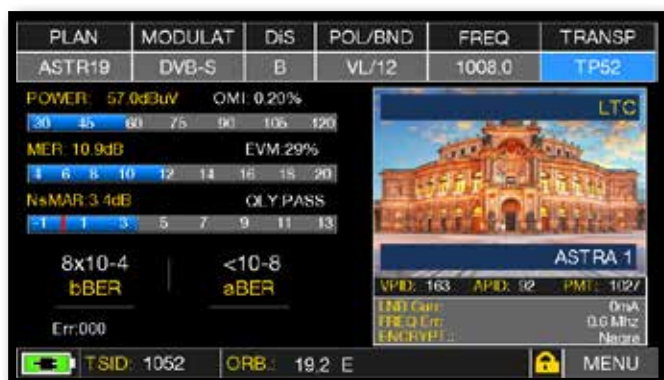 PLAN MODULAT DiS POL/BND FREQ TRANSP
ASTR19 DVB-S B VL/12 1008.0 TP52
POWER: 57.0dBuV OMI: 0.20%
30 45 60 75 90 105 120
LTC
MER: 10.9dB EVM:29%
4 6 8 10 12 14 16 18 20
NsMAR:3.4dB QLY:PASS
-1 1 3 5 7 9 11 13
ASTRA 1
8x10-4 <10-8
bBER aBER
VPID: 163 APID: 92 PMT: 1027
LNB Curr: 0mA
FREQ Err: 0.6 Mhz
ENCRYPT.: Nagra
Err:000
TSID: 1052 ORB.: 19.2 E MENU